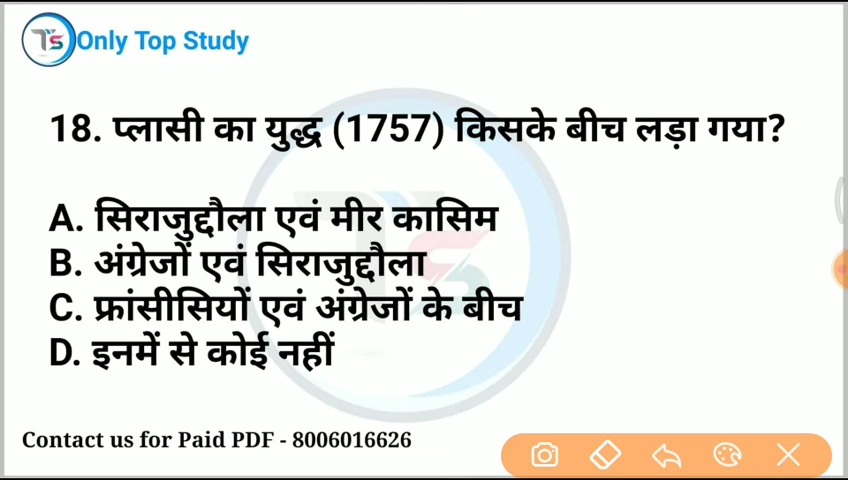 TS Only Top Study
18. प्लासी का युद्ध (1757) किसके बीच लड़ा गया?
A. सिराजुद्दौला एवं मीर कासिम
B. अंग्रेजों एवं सिराजुद्दौला
C. फ्रांसीसियों एवं अंग्रेजों के बीच
D. इनमें से कोई नहीं
Contact us for Paid PDF - 8006016626